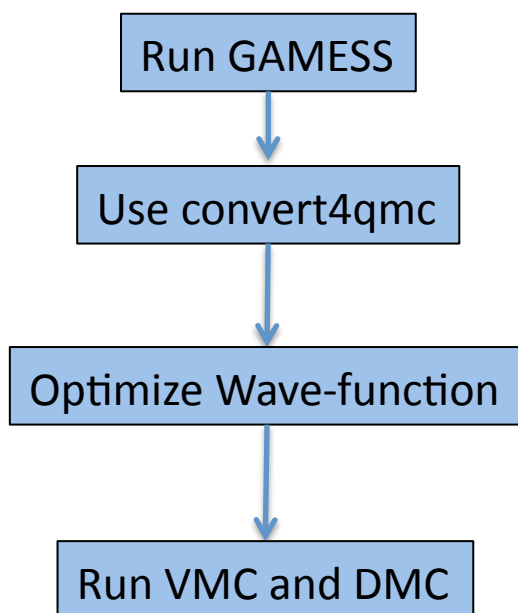 Run GAMESS
Use convert4qmc
Optimize Wave-function
Run VMC and DMC